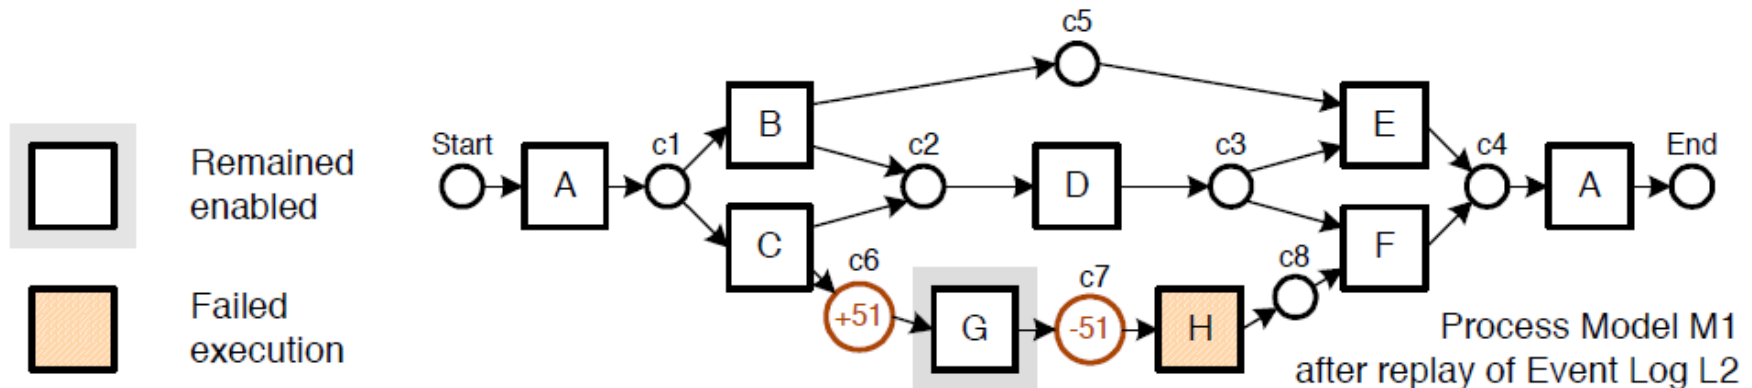 Remained
enabled
Failed
execution
Start
A
c1
B
C
c2
c5
D
c3
c6
+51
G
c7
-51
H
c8
E
F
c4
A
End
Process Model M1
after replay of Event Log L2